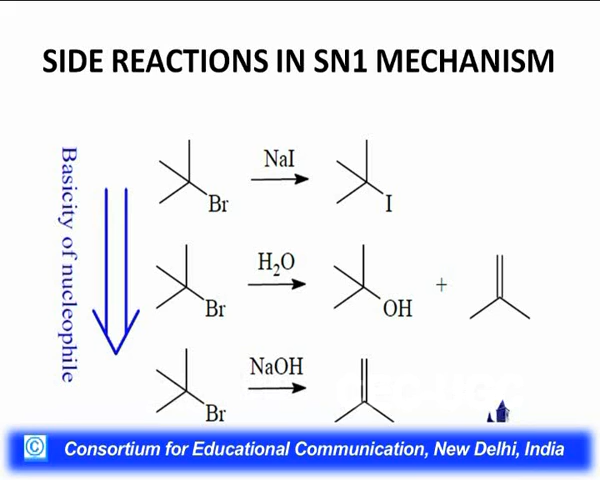 SIDE REACTIONS IN SN1 MECHANISM
Basicity of nucleophile
NaI
Br
I
H₂O
Br
OH
+
NaOH
Br
© Consortium for Educational Communication, New Delhi, India